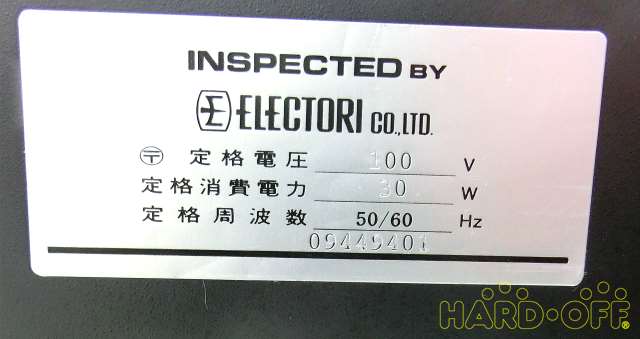 INSPECTED BY
ELECTORI CO.,LTD.
〒 定格電圧 100 V
定格消費電力 30 W
定格周波数 50/60 Hz
09449401
HARD·OFF®